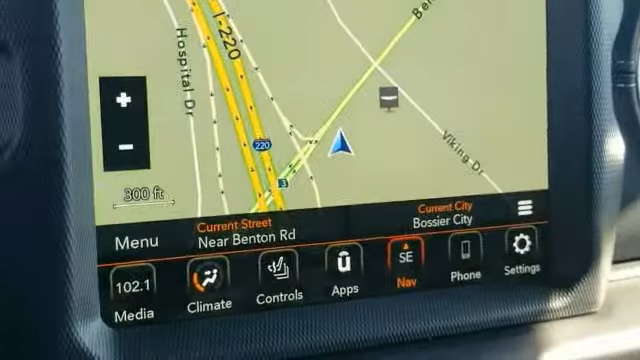 I-220
Ben
Hospital Dr
+
-
220
Viking Dr
3
300 ft
Current Street
Current City
Menu
Near Benton Rd
Bossier City
102.1
SE
Media
Climate
Controls
Apps
Nav
Phone
Settings